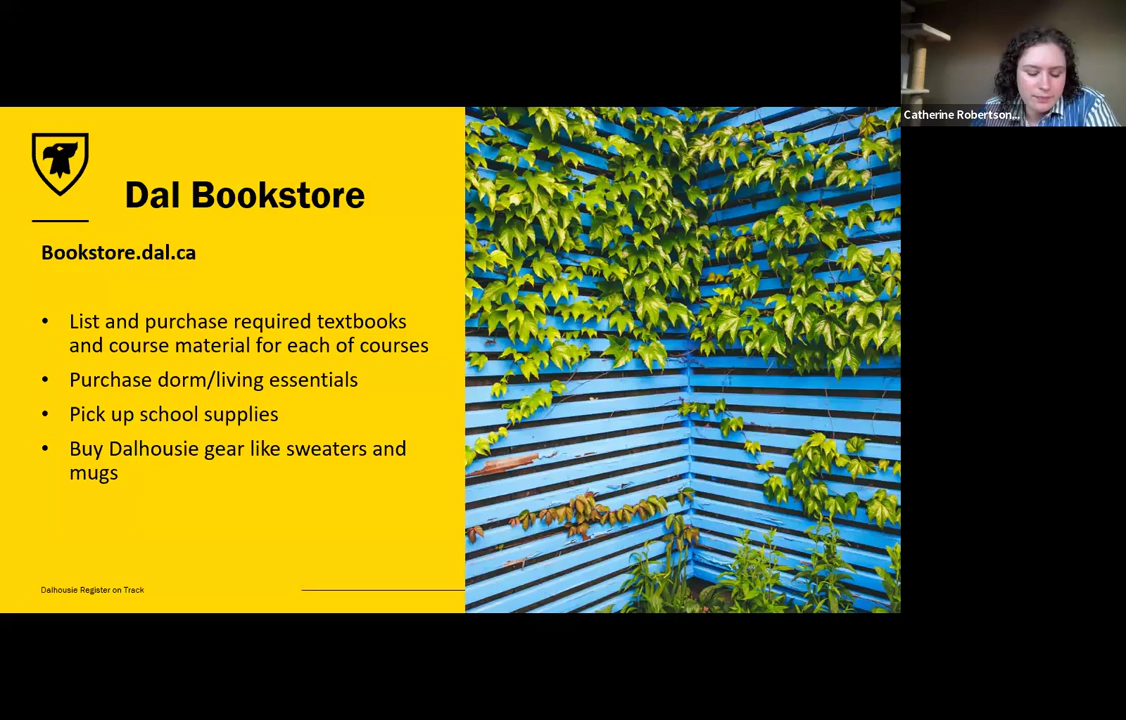 Catherine Robertson...
Dal Bookstore
Bookstore.dal.ca
• List and purchase required textbooks
and course material for each of courses
• Purchase dorm/living essentials
• Pick up school supplies
• Buy Dalhousie gear like sweaters and
mugs
Dalhousie Register on Track